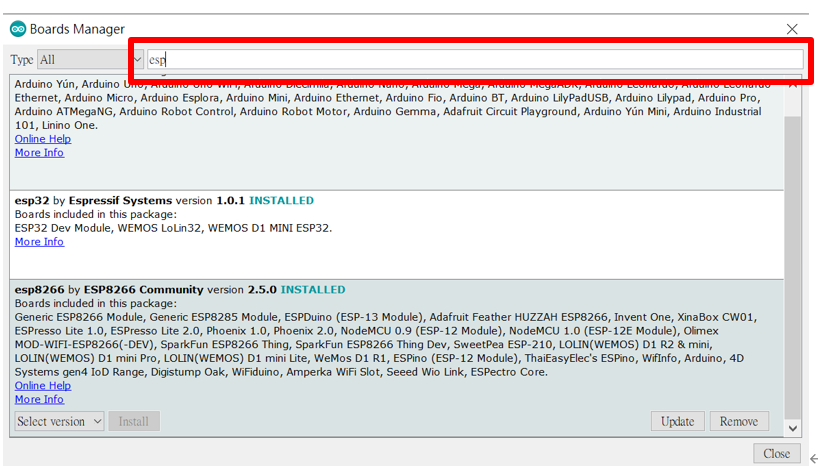 Boards Manager
Type All esp
Arduino Yún, Arduino Uno, Arduino Uno WiFi, Arduino Diecimila, Arduino Nano, Arduino Mega, Arduino MegaADK, Arduino Leonardo, Arduino Leonardo
Ethernet, Arduino Micro, Arduino Esplora, Arduino Mini, Arduino Ethernet, Arduino Fio, Arduino BT, Arduino LilyPadUSB, Arduino Lilypad, Arduino Pro,
Arduino ATMegaNG, Arduino Robot Control, Arduino Robot Motor, Arduino Gemma, Adafruit Circuit Playground, Arduino Yún Mini, Arduino Industrial
101, Linino One.
Online Help
More Info
esp32 by Espressif Systems version 1.0.1 INSTALLED
Boards included in this package:
ESP32 Dev Module, WEMOS LoLin32, WEMOS D1 MINI ESP32.
More Info
esp8266 by ESP8266 Community version 2.5.0 INSTALLED
Boards included in this package:
Generic ESP8266 Module, Generic ESP8285 Module, ESPDuino (ESP-13 Module), Adafruit Feather HUZZAH ESP8266, Invent One, XinaBox CW01,
ESPresso Lite 1.0, ESPresso Lite 2.0, Phoenix 1.0, Phoenix 2.0, NodeMCU 0.9 (ESP-12 Module), NodeMCU 1.0 (ESP-12E Module), Olimex
MOD-WIFI-ESP8266(-DEV), SparkFun ESP8266 Thing, SparkFun ESP8266 Thing Dev, SweetPea ESP-210, LOLIN(WEMOS) D1 R2 & mini,
LOLIN(WEMOS) D1 mini Pro, LOLIN(WEMOS) D1 mini Lite, WeMos D1 R1, ESPino (ESP-12 Module), ThaiEasyElec's ESPino, WifInfo, Arduino, 4D
Systems gen4 IoD Range, Digistump Oak, WiFiduino, Amperka WiFi Slot, Seeed Wio Link, ESPectro Core.
Online Help
More Info
Select version Install Update Remove
Close